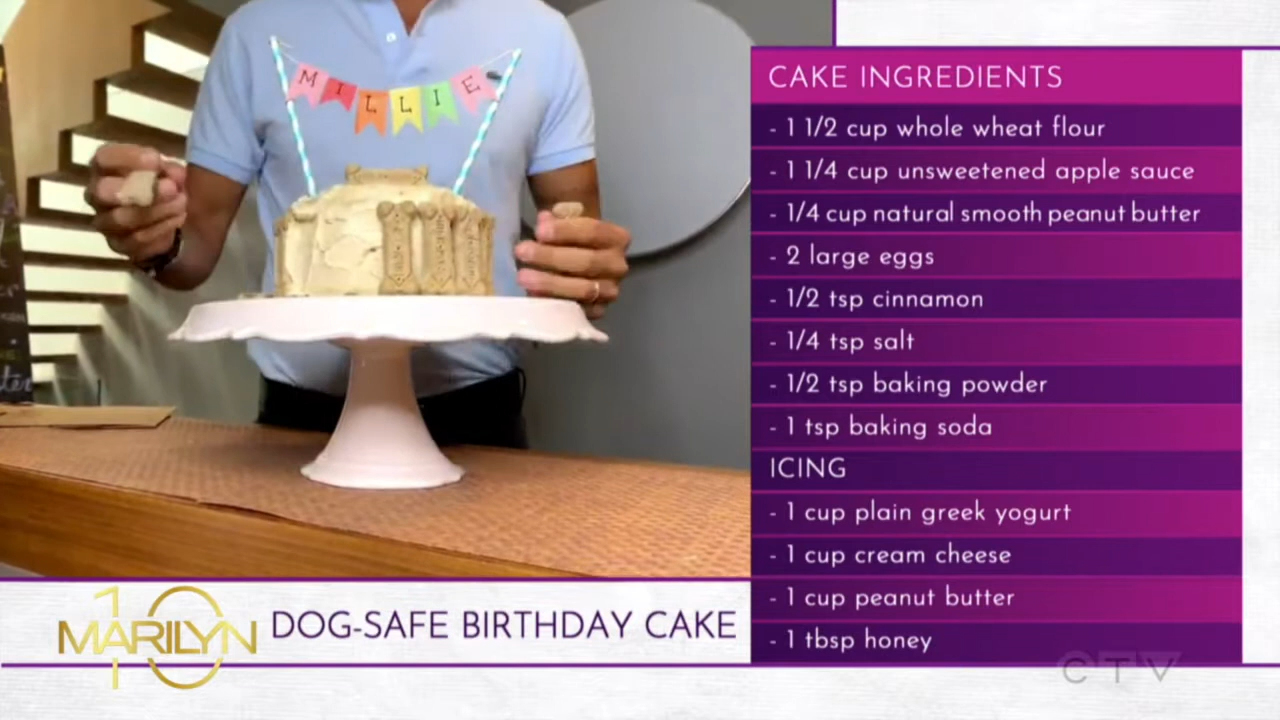 MILLIE
CAKE INGREDIENTS
- 1 1/2 cup whole wheat flour
- 1 1/4 cup unsweetened apple sauce
- 1/4 cup natural smooth peanut butter
- 2 large eggs
- 1/2 tsp cinnamon
- 1/4 tsp salt
- 1/2 tsp baking powder
- 1 tsp baking soda
ICING
- 1 cup plain greek yogurt
- 1 cup cream cheese
- 1 cup peanut butter
- 1 tbsp honey
10
MARILYN
DOG-SAFE BIRTHDAY CAKE
CTV